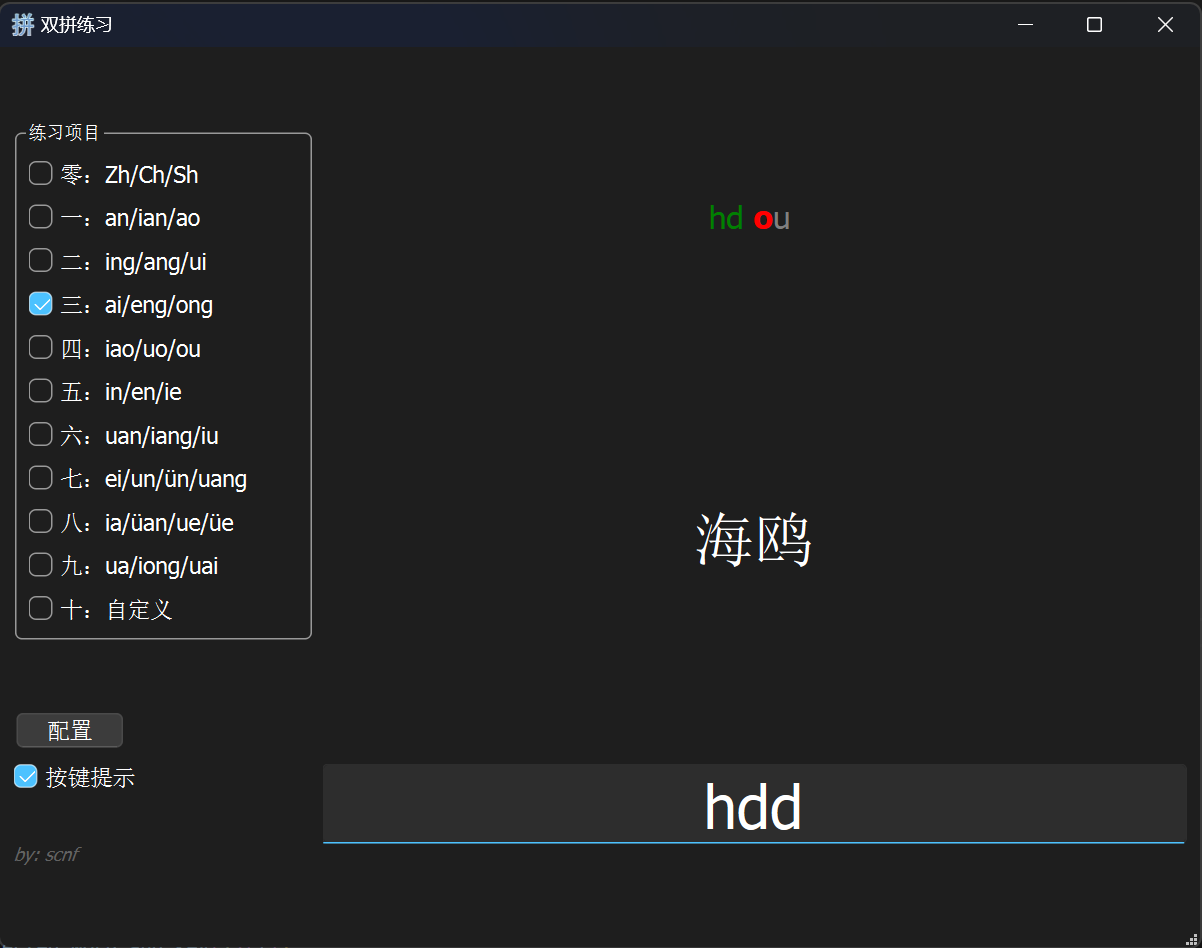 拼 双拼练习
练习项目
零：Zh/Ch/Sh
一：an/ian/ao
二：ing/ang/ui
三：ai/eng/ong
四：iao/uo/ou
五：in/en/ie
六：uan/iang/iu
七：ei/un/ün/uang
八：ia/üan/ue/üe
九：ua/iong/uai
十：自定义
hd ou
海鸥
配置
按键提示
hdd
by: scnf